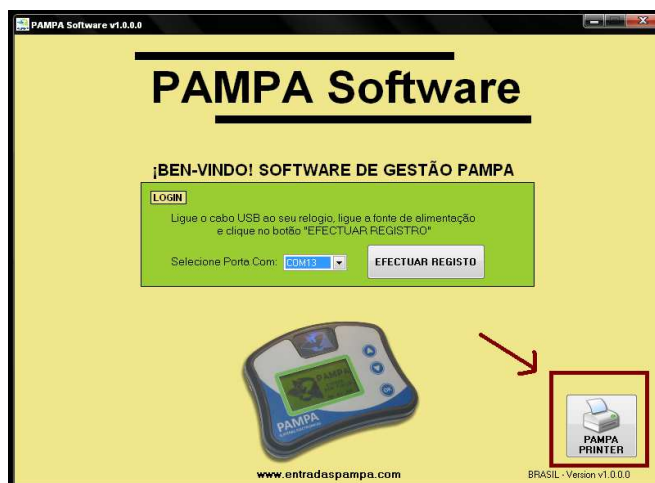 PAMPA Software v1.0.0.0
PAMPA Software
¡BEN-VINDO! SOFTWARE DE GESTÃO PAMPA
LOGIN
Ligue o cabo USB ao seu relogio, ligue a fonte de alimentação
e clique no botão "EFECTUAR REGISTRO"
Selecione Porta Com: COM13 EFECTUAR REGISTO
PAMPA
PAMPA
PAMPA
PRINTER
www.entradaspampa.com
BRASIL - Version v1.0.0.0